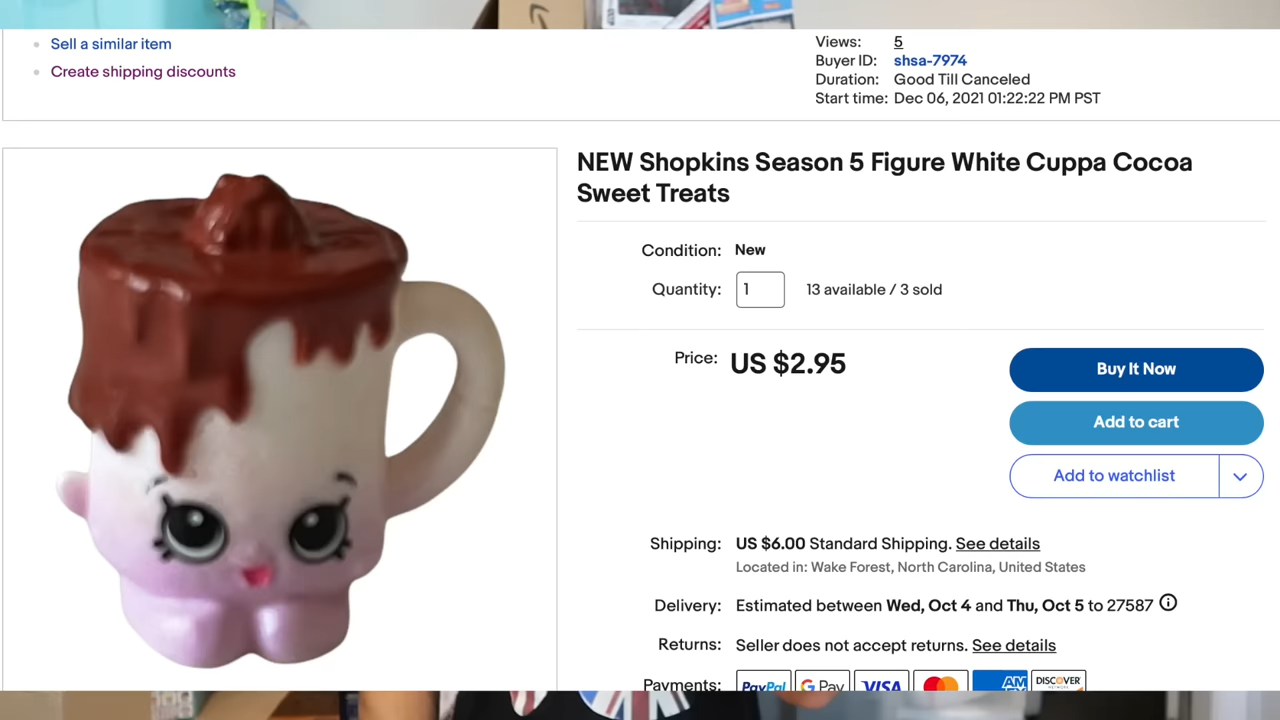 Sell a similar item
Create shipping discounts
Views: 5
Buyer ID: shsa-7974
Duration: Good Till Canceled
Start time: Dec 06, 2021 01:22:22 PM PST
NEW Shopkins Season 5 Figure White Cuppa Cocoa
Sweet Treats
Condition: New
Quantity: 1 13 available / 3 sold
Price: US $2.95
Buy It Now
Add to cart
Add to watchlist
Shipping: US $6.00 Standard Shipping. See details
Located in: Wake Forest, North Carolina, United States
Delivery: Estimated between Wed, Oct 4 and Thu, Oct 5 to 27587
Returns: Seller does not accept returns. See details
Payments: PayPal G Pay VISA AM DISCOVER